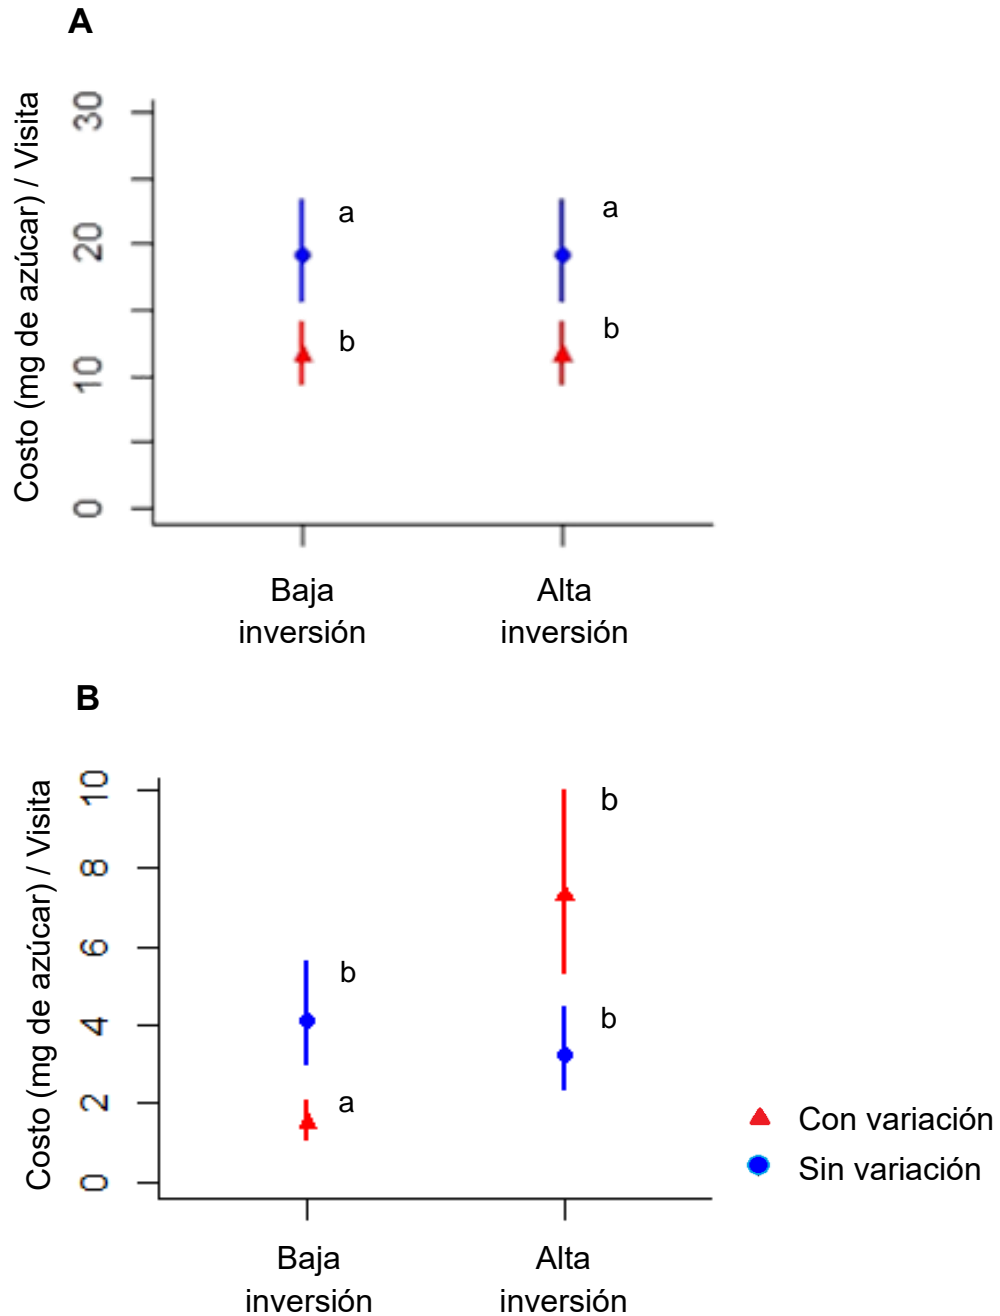 A
Costo (mg de azúcar) / Visita
30
20
10
0
a
a
b
b
Baja
inversión
Alta
inversión
B
Costo (mg de azúcar) / Visita
10
8
6
4
2
0
b
b
b
a
Con variación
Sin variación
Baja
inversión
Alta
inversión